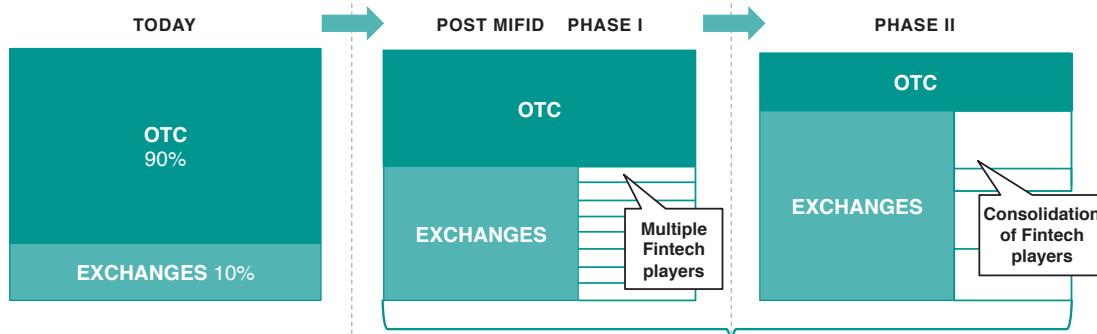 TODAY
POST MIFID PHASE I
PHASE II
OTC
90%
EXCHANGES 10%
OTC
EXCHANGES
Multiple
Fintech
players
OTC
EXCHANGES
Consolidation
of Fintech
players